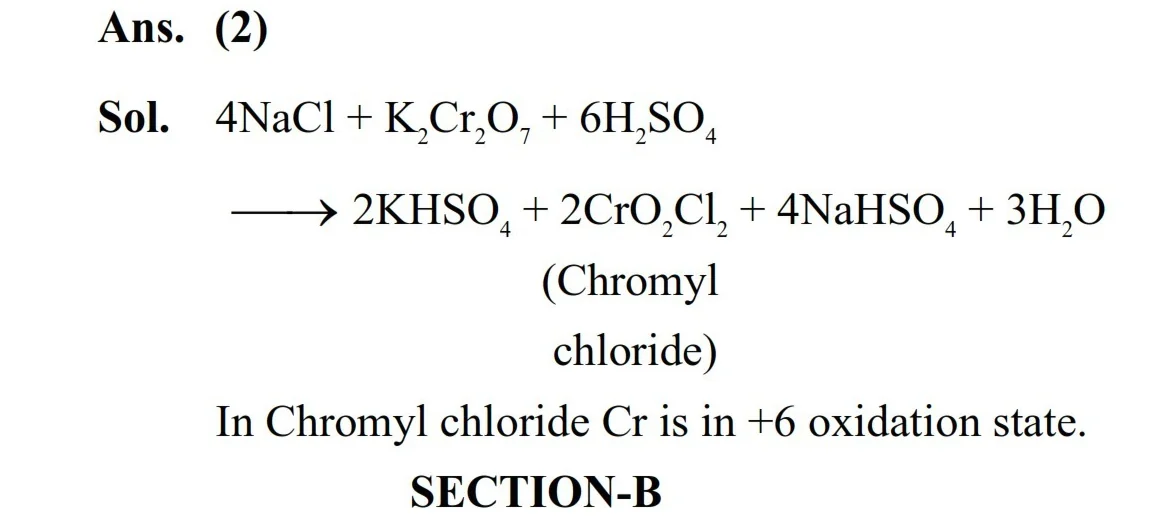 Ans. (2)
Sol. 4NaCl + K₂Cr₂O₇ + 6H₂SO₄
⟶ 2KHSO₄ + 2CrO₂Cl₂ + 4NaHSO₄ + 3H₂O
(Chromyl
chloride)
In Chromyl chloride Cr is in +6 oxidation state.
SECTION-B